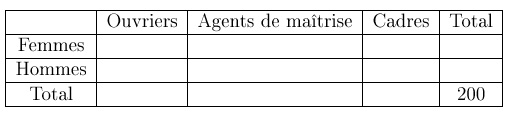 Ouvriers Agents de maîtrise Cadres Total
Femmes
Hommes
Total 200